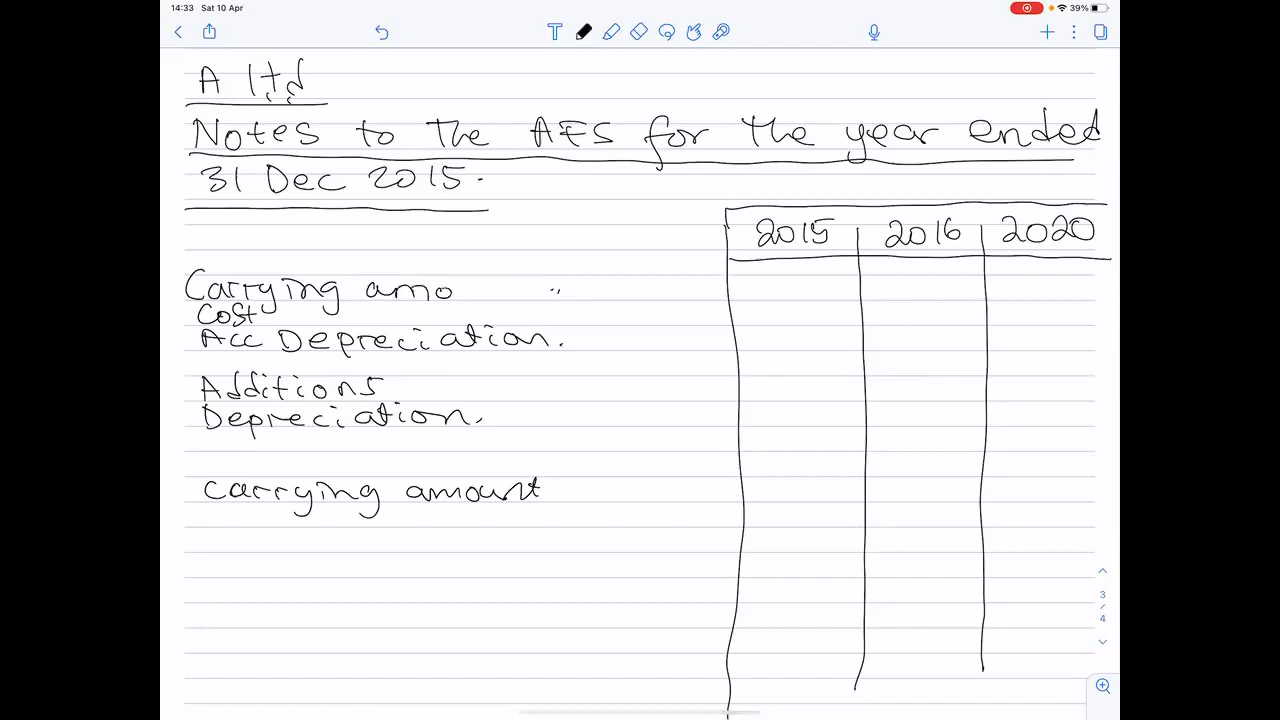 14:33 Sat 10 Apr
39%
A ltd
Notes to the AFS for the year ended
31 Dec 2015.
2015 2016 2020
Carrying amo
Cost
Acc Depreciation.
Additions
Depreciation.
Carrying amount
3
/
4